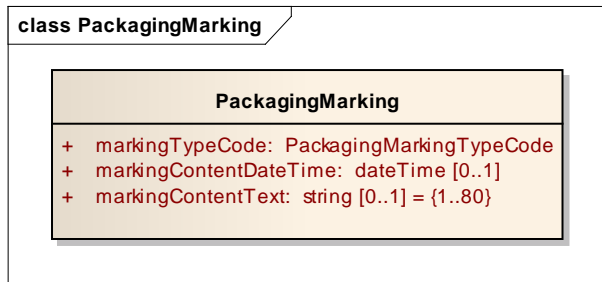 class PackagingMarking
PackagingMarking
+ markingTypeCode: PackagingMarkingTypeCode
+ markingContentDateTime: dateTime [0..1]
+ markingContentText: string [0..1] = {1..80}